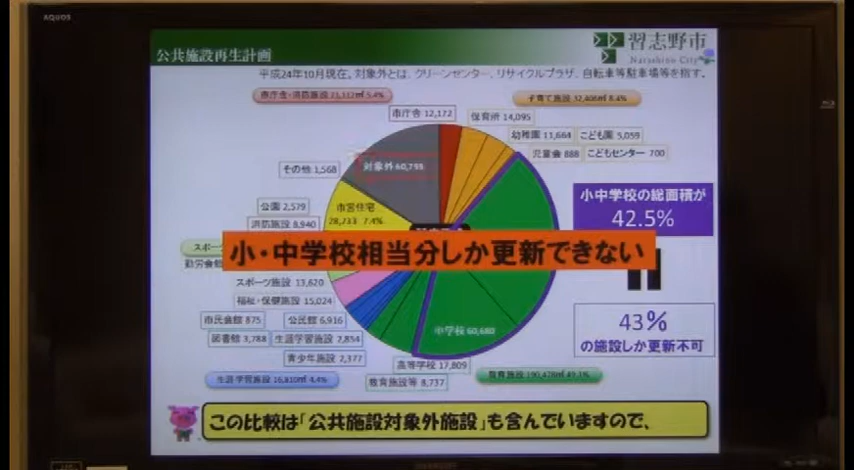 AQUOS
公共施設再生計画
習志野市
Narashino City
平成24年10月現在。対象外とは、クリーンセンター、リサイクルプラザ、自転車等駐車場等を指す。
市庁舎・消防施設 21,112㎡ 5.4%
子育て施設 32,406㎡ 8.4%
市庁舎 12,172
保育所 14,095
幼稚園 11,664
こども園 5,059
児童会 888
こどもセンター 700
その他 1,568
対象外 60,795
公園 2,579
市営住宅
28,733 7.4%
消防施設 8,940
小中学校の総面積が
42.5%
スポー
勤労会館
小・中学校相当分しか更新できない
スポーツ施設 13,620
福祉・保健施設 15,024
市民会館 875
公民館 6,916
図書館 3,788
生涯学習施設 2,854
青少年施設 2,377
中学校 60,680
43%
の施設しか更新不可
高等学校 17,809
生涯学習施設 16,810㎡ 4.4%
教育施設等 8,737
教育施設 190,478㎡ 49.1%
この比較は「公共施設対象外施設」も含んでいますので、